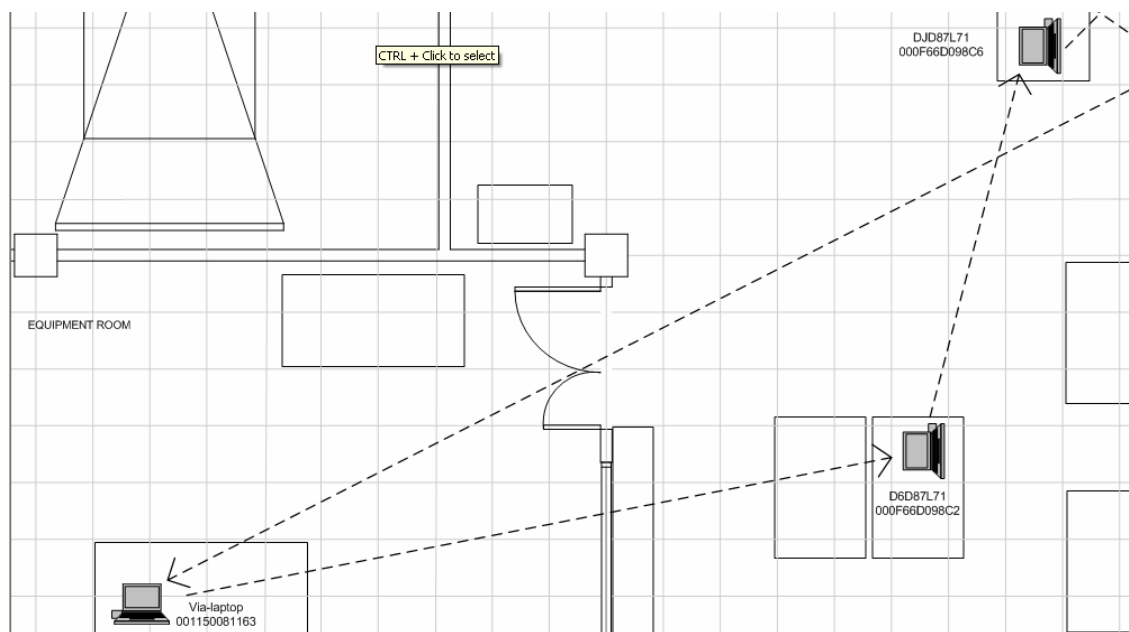 CTRL + Click to select
DJD87L71
000F66D098C6
EQUIPMENT ROOM
D6D87L71
000F66D098C2
Via-laptop
001150081163